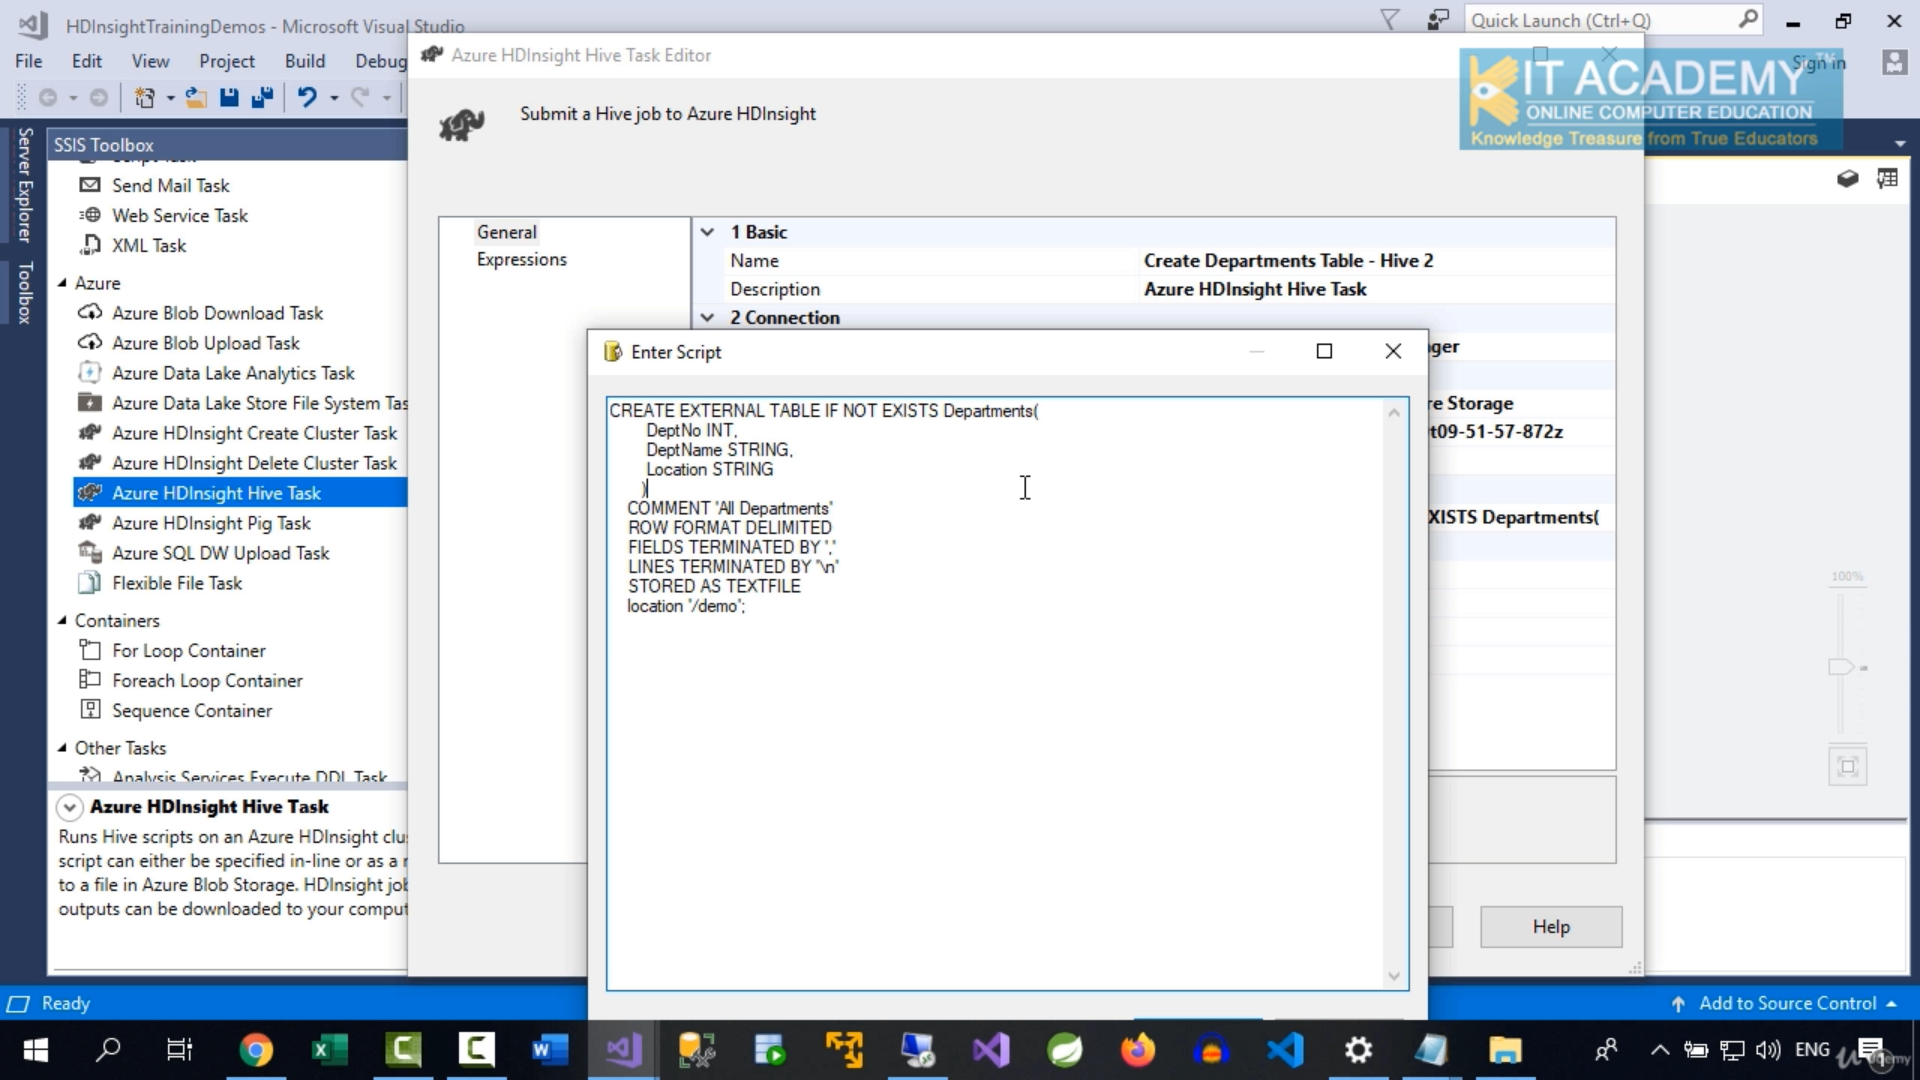 HDInsightTrainingDemos - Microsoft Visual Studio
Quick Launch (Ctrl+Q)
File Edit View Project Build Debug
Sign in
Azure HDInsight Hive Task Editor
Submit a Hive job to Azure HDInsight
KIT ACADEMY™
ONLINE COMPUTER EDUCATION
Knowledge Treasure from True Educators
Server Explorer
Toolbox
SSIS Toolbox
Script Task
Send Mail Task
Web Service Task
XML Task
Azure
Azure Blob Download Task
Azure Blob Upload Task
Azure Data Lake Analytics Task
Azure Data Lake Store File System Tas
Azure HDInsight Create Cluster Task
Azure HDInsight Delete Cluster Task
Azure HDInsight Hive Task
Azure HDInsight Pig Task
Azure SQL DW Upload Task
Flexible File Task
Containers
For Loop Container
Foreach Loop Container
Sequence Container
Other Tasks
Analysis Services Execute DDL Task
Azure HDInsight Hive Task
Runs Hive scripts on an Azure HDInsight clu
script can either be specified in-line or as a r
to a file in Azure Blob Storage. HDInsight job
outputs can be downloaded to your comput
General
Expressions
1 Basic
Name Create Departments Table - Hive 2
Description Azure HDInsight Hive Task
2 Connection
ger
re Storage
t09-51-57-872z
XISTS Departments(
Enter Script
CREATE EXTERNAL TABLE IF NOT EXISTS Departments(
DeptNo INT,
DeptName STRING,
Location STRING
)
COMMENT 'All Departments'
ROW FORMAT DELIMITED
FIELDS TERMINATED BY ','
LINES TERMINATED BY '\n'
STORED AS TEXTFILE
location '/demo';
100%
Help
Ready
Add to Source Control
ENG
udemy